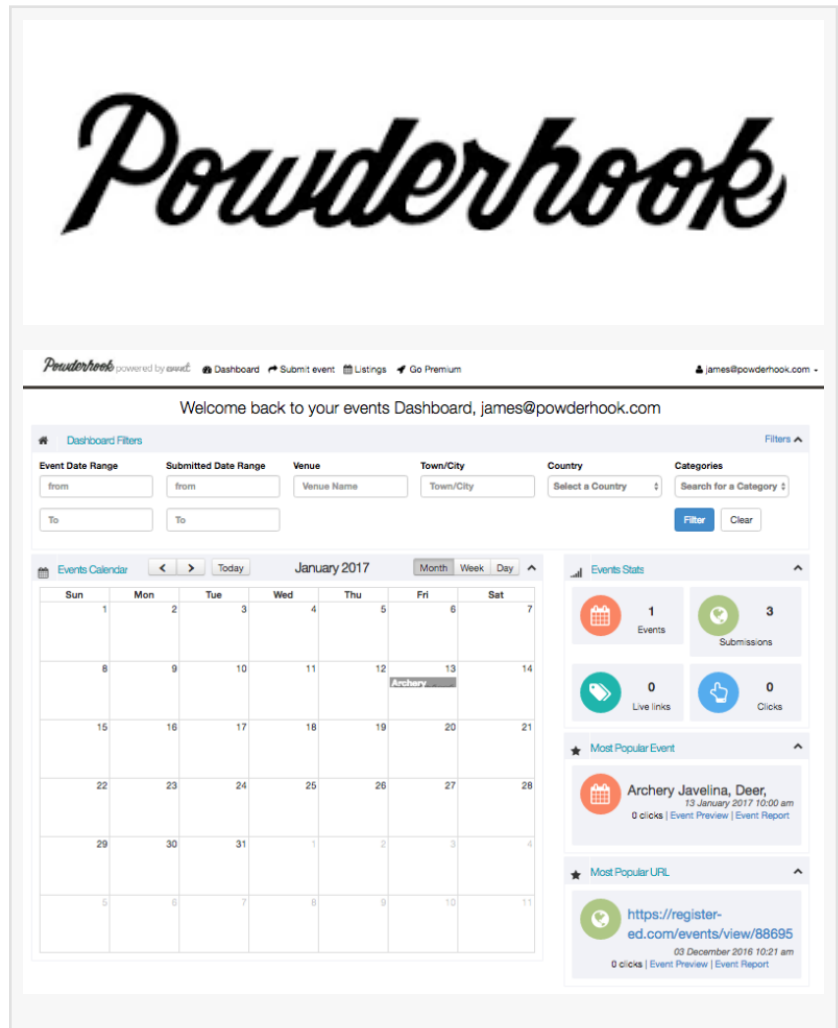 Powderhook
Powderhook powered by evvnt. Dashboard Submit event Listings Go Premium james@powderhook.com
Welcome back to your events Dashboard, james@powderhook.com
Dashboard Filters Filters
Event Date Range Submitted Date Range Venue Town/City Country Categories
from from Venue Name Town/City Select a Country Search for a Category
To To Filter Clear
Events Calendar Today January 2017 Month Week Day
Sun Mon Tue Wed Thu Fri Sat
1 2 3 4 5 6 7
8 9 10 11 12 13 14
Archery
15 16 17 18 19 20 21
22 23 24 25 26 27 28
29 30 31 1 2 3 4
5 6 7 8 9 10 11
Events Stats
1 3
Events Submissions
0 0
Live links Clicks
Most Popular Event
Archery Javelina, Deer,
13 January 2017 10:00 am
0 clicks | Event Preview | Event Report
Most Popular URL
https://register-
ed.com/events/view/88695
03 December 2016 10:21 am
0 clicks | Event Preview | Event Report